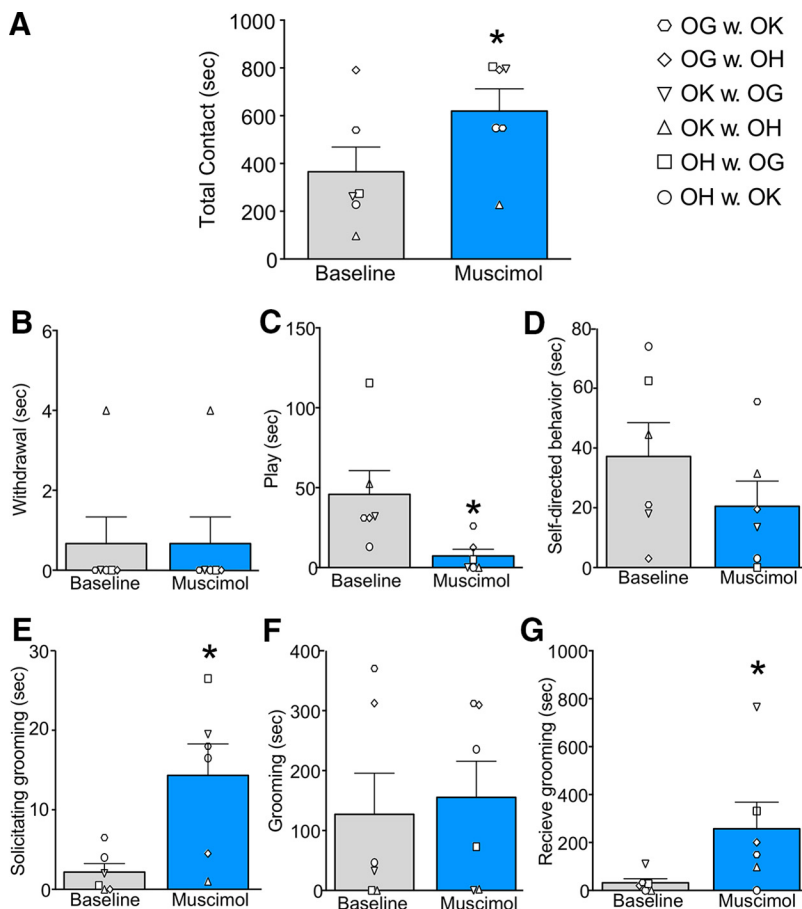 A
Total Contact (sec)
1000
800
600
400
200
0
*
Baseline
Muscimol
OG w. OK
OG w. OH
OK w. OG
OK w. OH
OH w. OG
OH w. OK
B
Withdrawal (sec)
6
4
2
0
Baseline
Muscimol
C
Play (sec)
150
100
50
0
*
Baseline
Muscimol
D
Self-directed behavior (sec)
80
60
40
20
0
Baseline
Muscimol
E
Solicitating grooming (sec)
30
20
10
0
*
Baseline
Muscimol
F
Grooming (sec)
400
300
200
100
0
Baseline
Muscimol
G
Recieve grooming (sec)
1000
800
600
400
200
0
*
Baseline
Muscimol